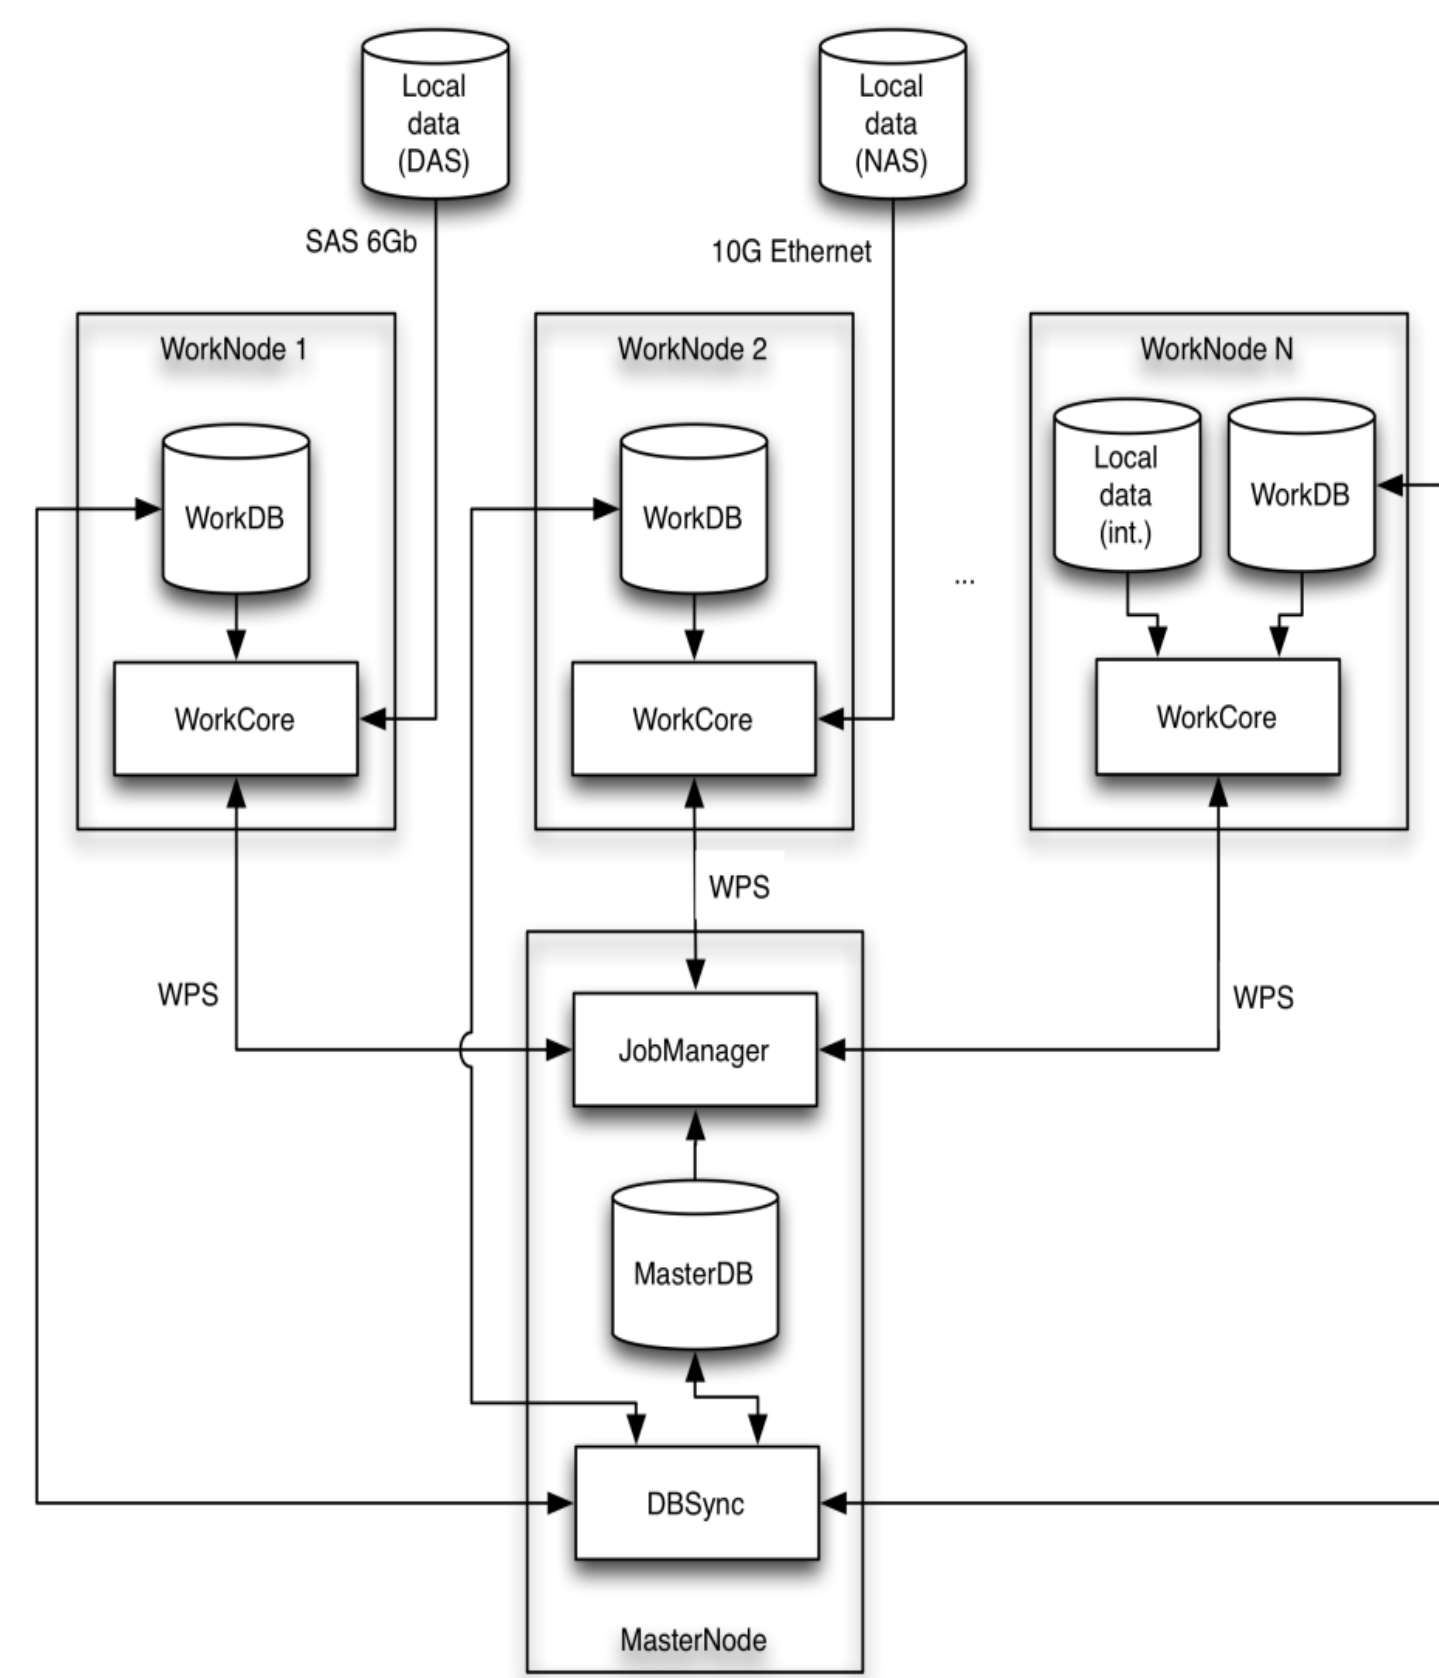 Local
data
(DAS)
Local
data
(NAS)
SAS 6Gb
10G Ethernet
WorkNode 1
WorkNode 2
WorkNode N
WorkDB
WorkDB
Local
data
(int.)
WorkDB
...
WorkCore
WorkCore
WorkCore
WPS
WPS
WPS
JobManager
MasterDB
DBSync
MasterNode